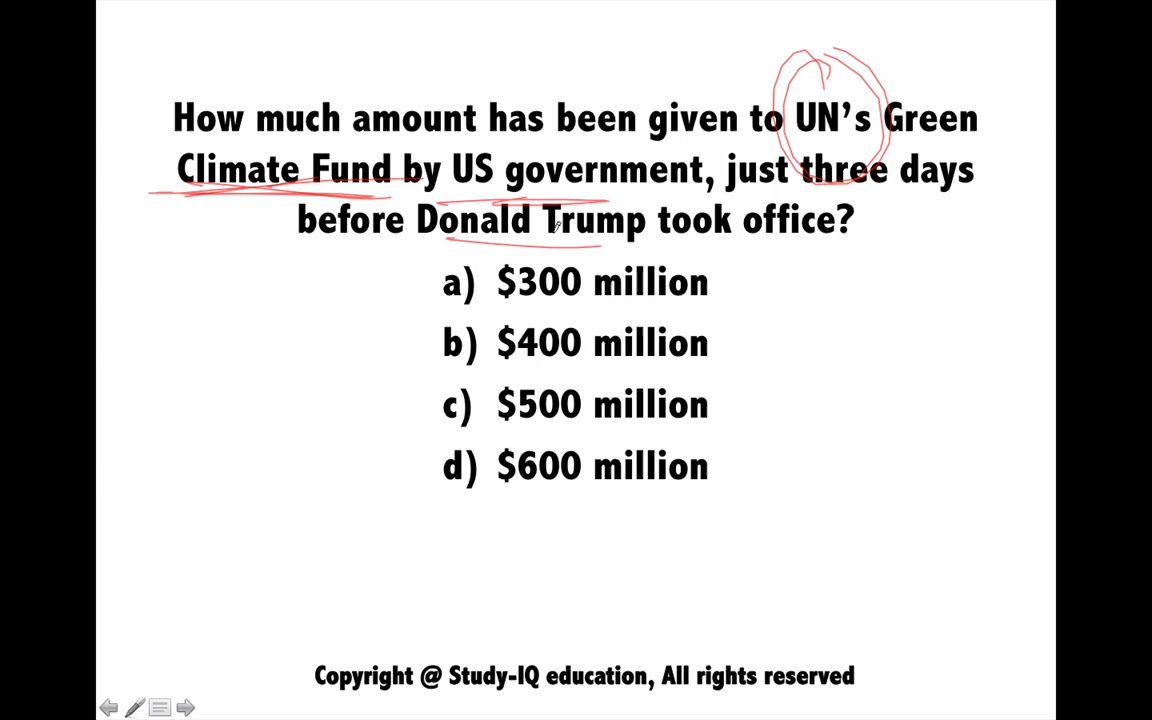 How much amount has been given to UN's Green
Climate Fund by US government, just three days
before Donald Trump took office?
a) $300 million
b) $400 million
c) $500 million
d) $600 million
Copyright @ Study-IQ education, All rights reserved